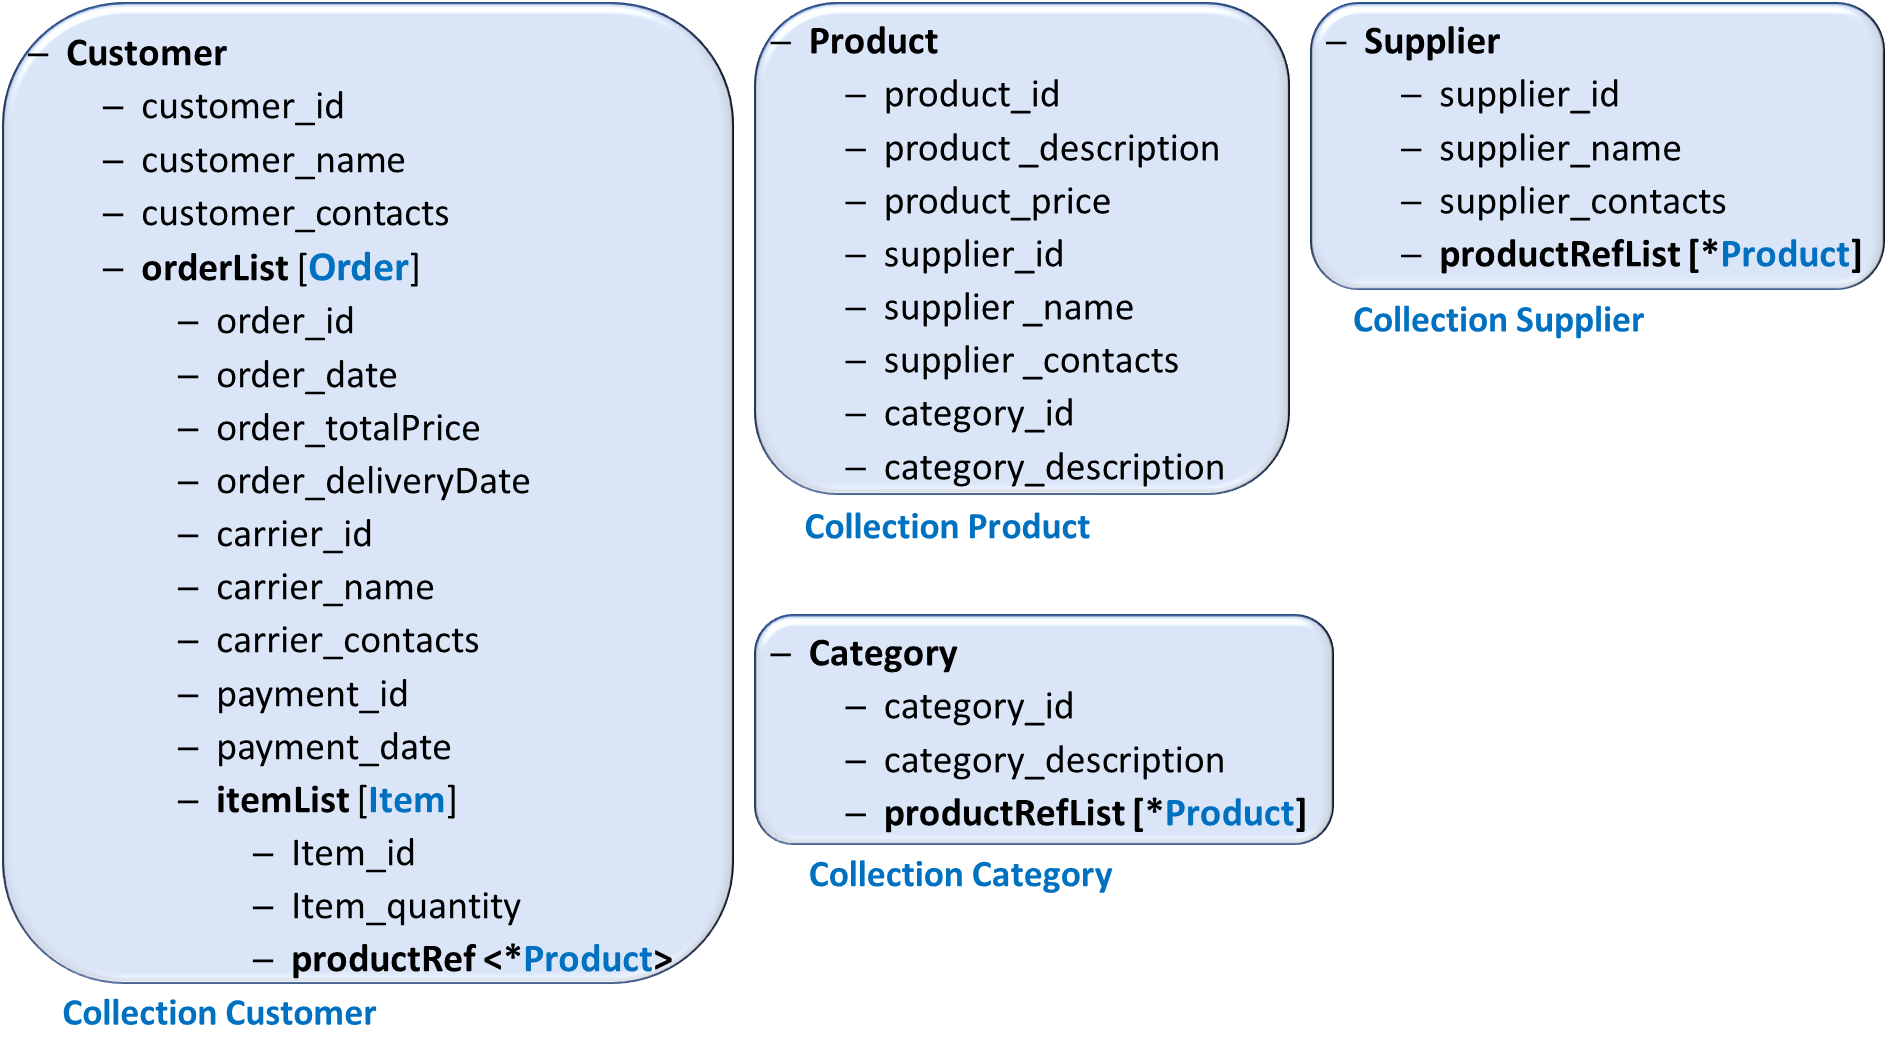 – Customer
– customer_id
– customer_name
– customer_contacts
– orderList [Order]
– order_id
– order_date
– order_totalPrice
– order_deliveryDate
– carrier_id
– carrier_name
– carrier_contacts
– payment_id
– payment_date
– itemList [Item]
– Item_id
– Item_quantity
– productRef <*Product>
Collection Customer
– Product
– product_id
– product _description
– product_price
– supplier_id
– supplier _name
– supplier _contacts
– category_id
– category_description
Collection Product
– Supplier
– supplier_id
– supplier_name
– supplier_contacts
– productRefList [*Product]
Collection Supplier
– Category
– category_id
– category_description
– productRefList [*Product]
Collection Category